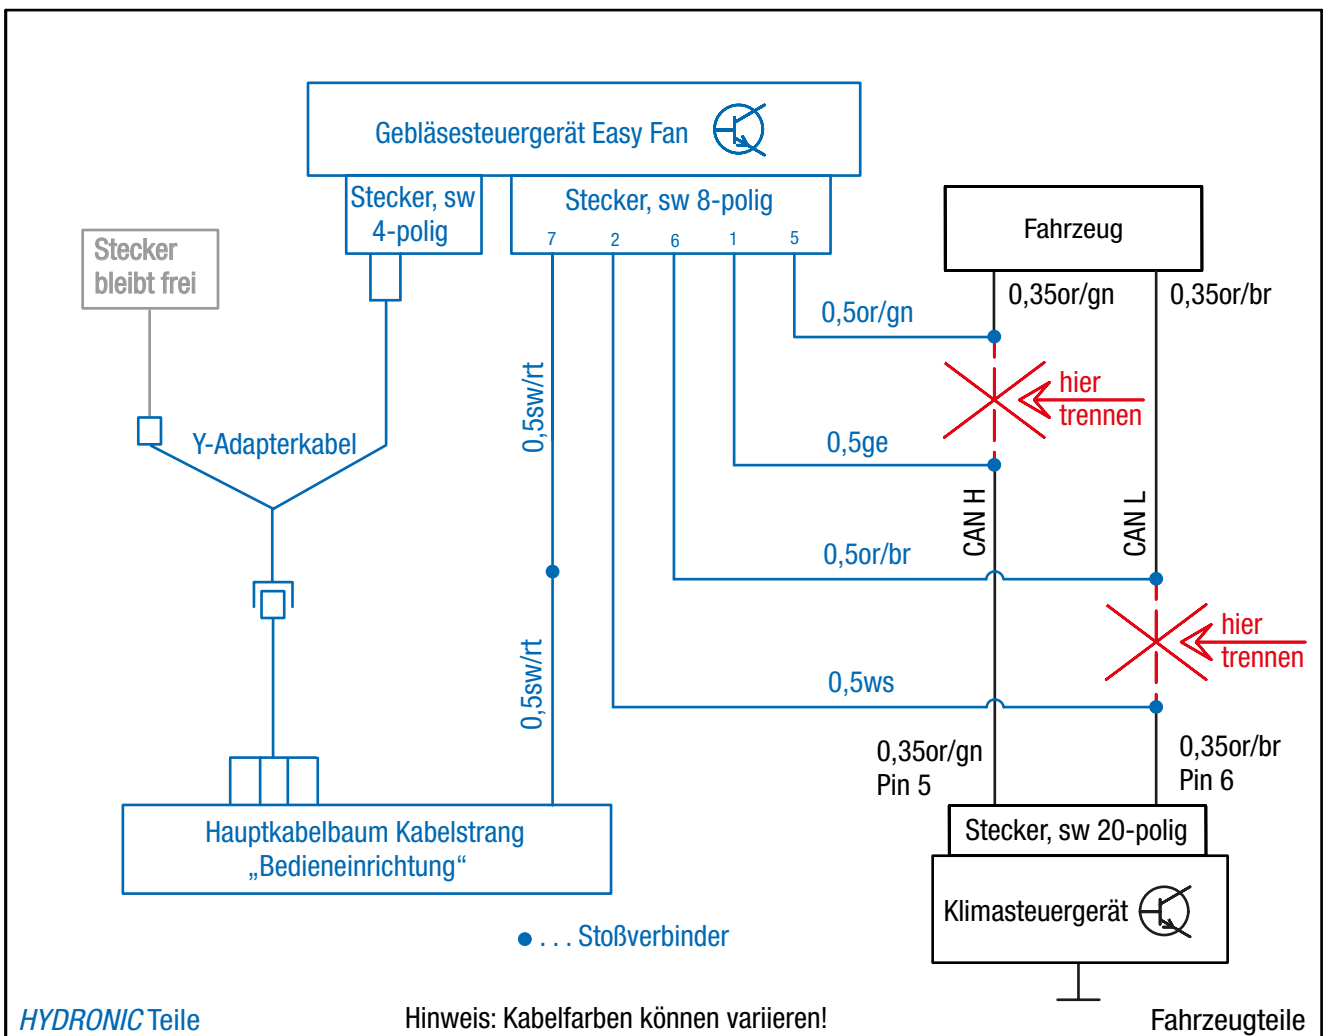 Gebläsesteuergerät Easy Fan
Stecker, sw
4-polig
Stecker, sw 8-polig
7 2 6 1 5
Stecker
bleibt frei
Fahrzeug
0,35or/gn
0,35or/br
0,5or/gn
0,5sw/rt
hier
trennen
Y-Adapterkabel
0,5ge
CAN H
CAN L
0,5or/br
hier
trennen
0,5sw/rt
0,5ws
0,35or/gn
Pin 5
0,35or/br
Pin 6
Hauptkabelbaum Kabelstrang
„Bedieneinrichtung“
Stecker, sw 20-polig
Klimasteuergerät
. . . Stoßverbinder
HYDRONIC Teile
Hinweis: Kabelfarben können variieren!
Fahrzeugteile